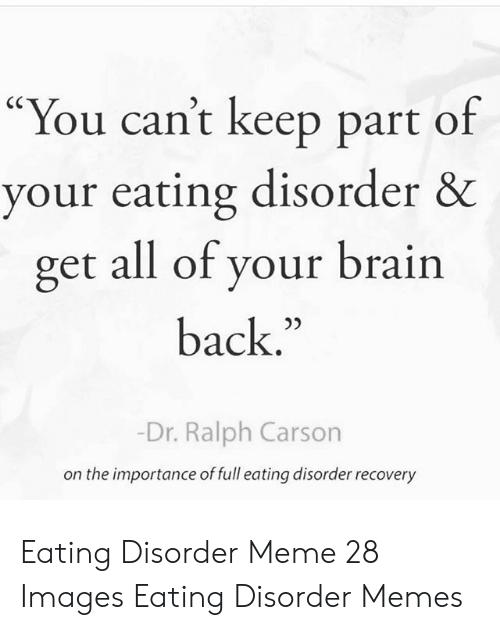 “You can't keep part of
your eating disorder &
get all of your brain
back.”
-Dr. Ralph Carson
on the importance of full eating disorder recovery
Eating Disorder Meme 28
Images Eating Disorder Memes